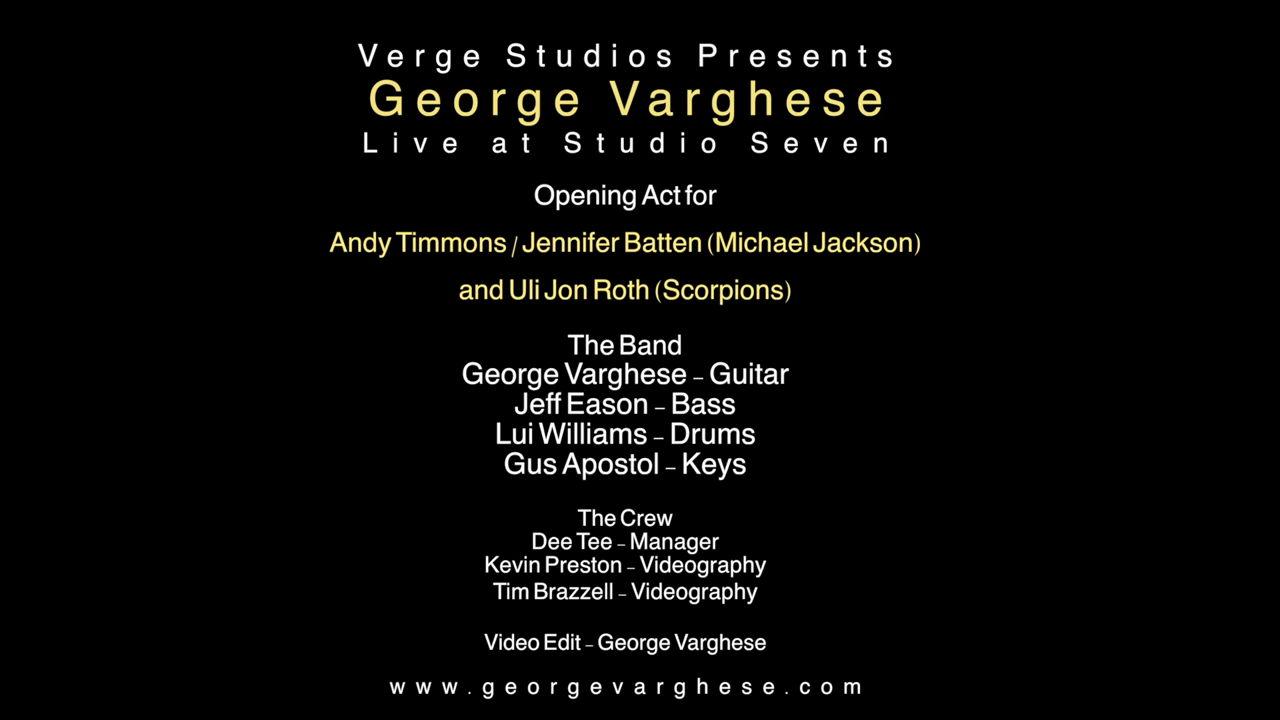 Verge Studios Presents
George Varghese
Live at Studio Seven
Opening Act for
Andy Timmons / Jennifer Batten (Michael Jackson)
and Uli Jon Roth (Scorpions)
The Band
George Varghese – Guitar
Jeff Eason – Bass
Lui Williams – Drums
Gus Apostol – Keys
The Crew
Dee Tee – Manager
Kevin Preston – Videography
Tim Brazzell – Videography
Video Edit – George Varghese
www.georgevarghese.com